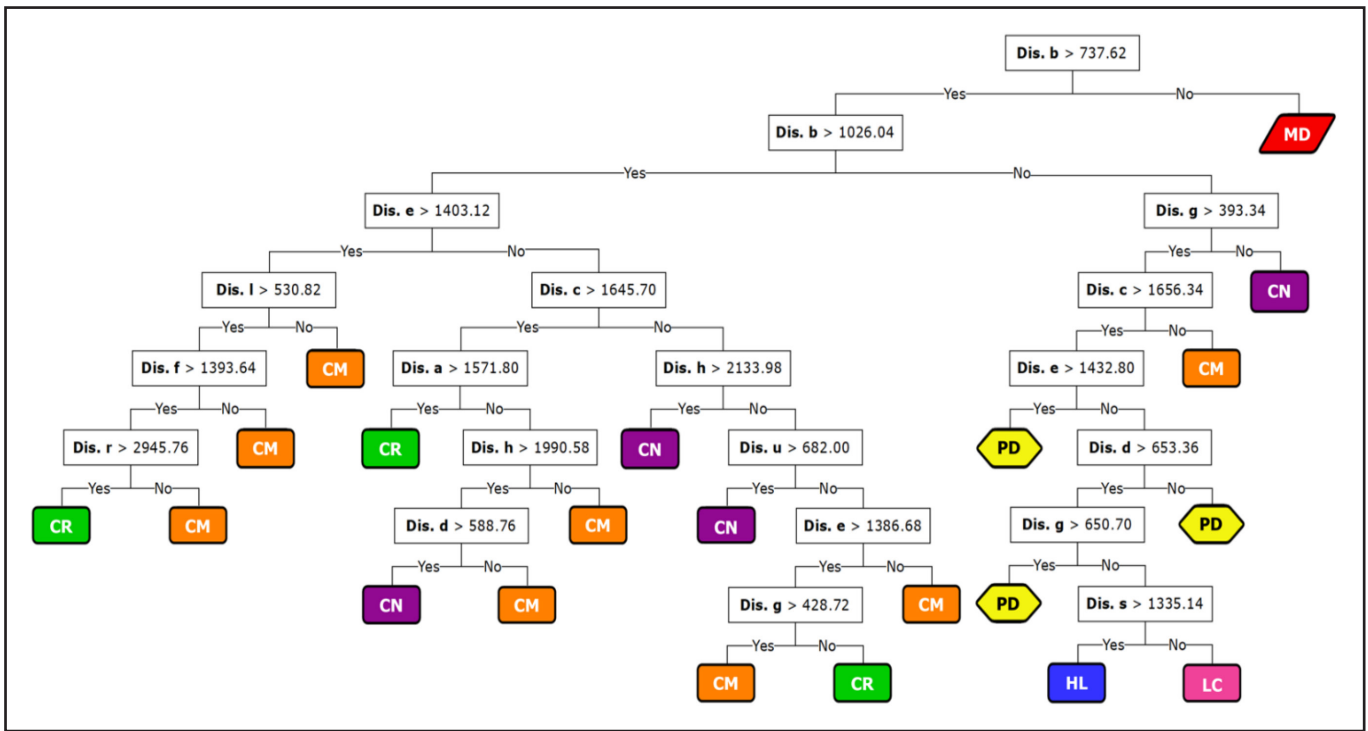 Dis. b > 737.62
Yes No
Dis. b > 1026.04 MD
Yes No
Dis. e > 1403.12 Dis. g > 393.34
Yes No Yes No
Dis. l > 530.82 Dis. c > 1645.70 Dis. c > 1656.34 CN
Yes No Yes No Yes No
Dis. f > 1393.64 CM Dis. a > 1571.80 Dis. h > 2133.98 Dis. e > 1432.80 CM
Yes No Yes No Yes No Yes No
Dis. r > 2945.76 CM CR Dis. h > 1990.58 CN Dis. u > 682.00 PD Dis. d > 653.36
Yes No Yes No Yes No Yes No
CR CM Dis. d > 588.76 CM CN Dis. e > 1386.68 Dis. g > 650.70 PD
Yes No Yes No Yes No
CN CM Dis. g > 428.72 CM PD Dis. s > 1335.14
Yes No Yes No
CM CR HL LC